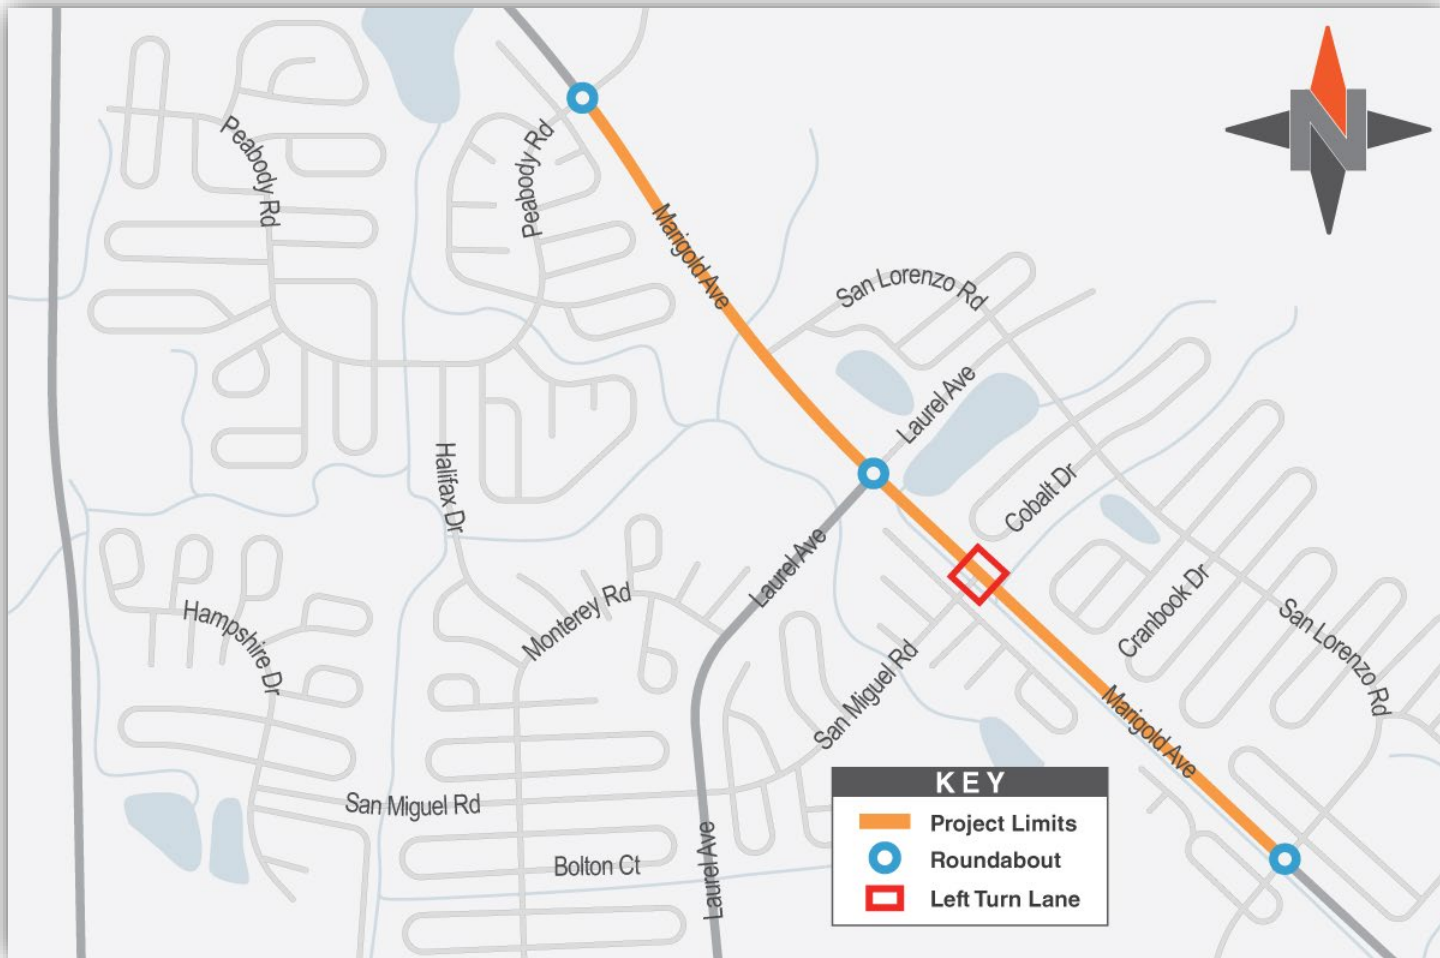 N
Peabody Rd
Peabody Rd
Marigold Ave
San Lorenzo Rd
Laurel Ave
Halifax Dr
Cobalt Dr
Laurel Ave
Monterey Rd
Hampshire Dr
Cranbrook Dr
San Lorenzo Rd
San Miguel Rd
Marigold Ave
San Miguel Rd
Laurel Ave
Bolton Ct
KEY
Project Limits
Roundabout
Left Turn Lane